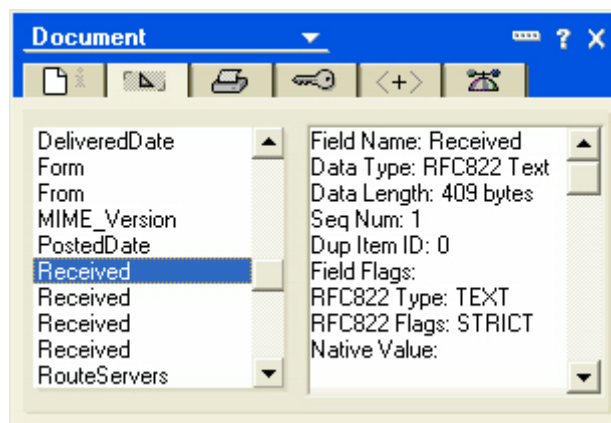 Document
? X
<+>
DeliveredDate
Form
From
MIME_Version
PostedDate
Received
Received
Received
Received
RouteServers
Field Name: Received
Data Type: RFC822 Text
Data Length: 409 bytes
Seq Num: 1
Dup Item ID: 0
Field Flags:
RFC822 Type: TEXT
RFC822 Flags: STRICT
Native Value: